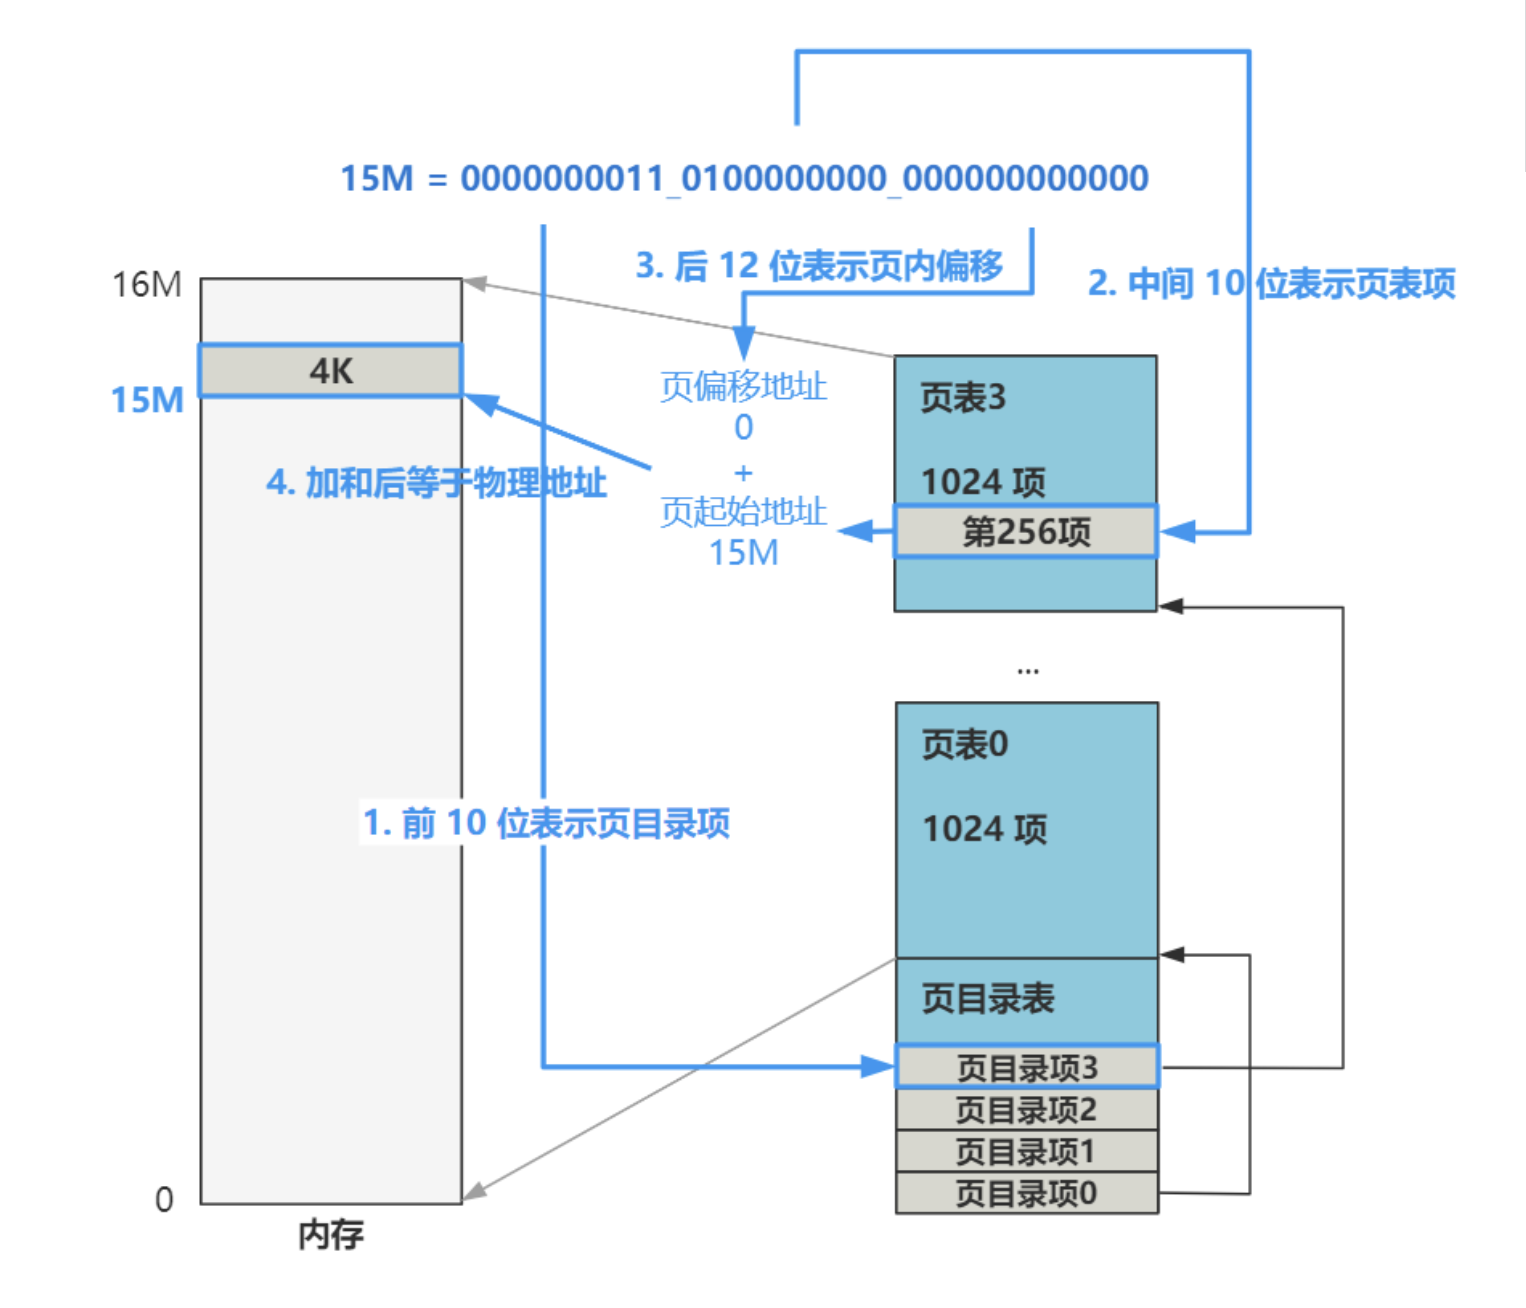 15M = 0000000011_0100000000_000000000000
3. 后 12 位表示页内偏移
2. 中间 10 位表示页表项
16M
4K
15M
页偏移地址
0
+
页起始地址
15M
4. 加和后等于物理地址
页表3
1024 项
第256项
...
页表0
1024 项
1. 前 10 位表示页目录项
页目录表
页目录项3
页目录项2
页目录项1
页目录项0
0
内存